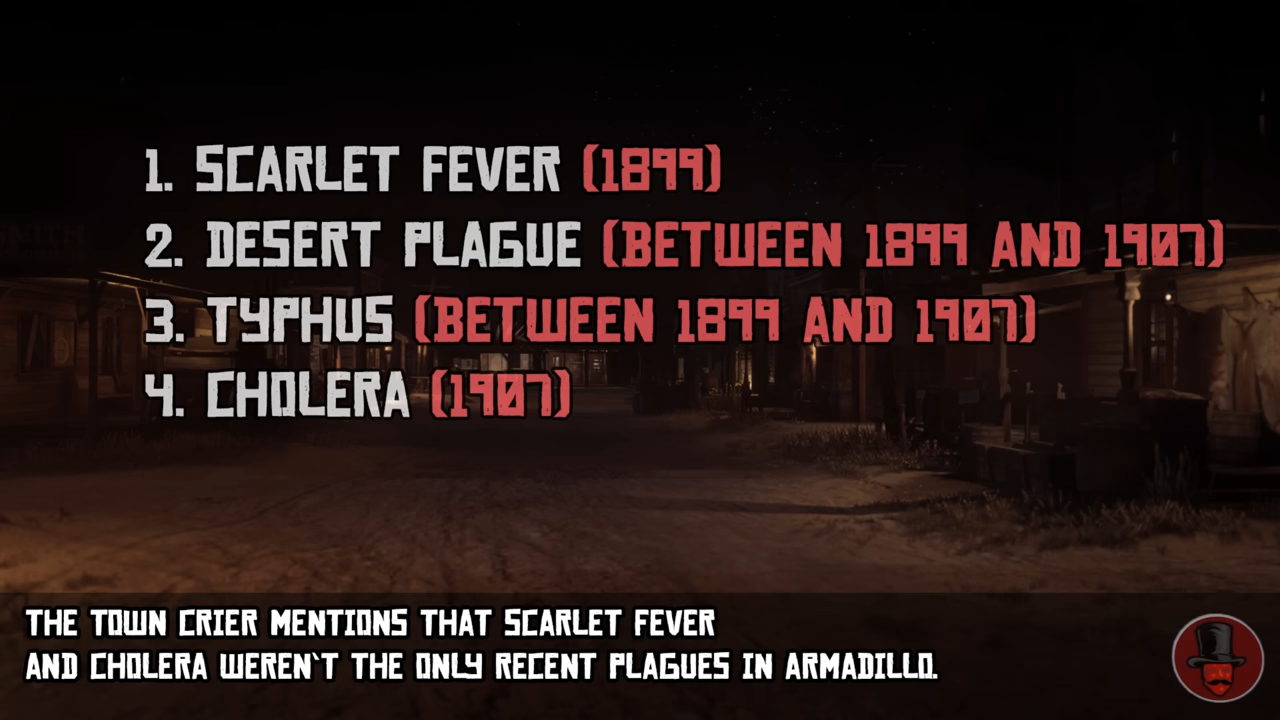 1. SCARLET FEVER (1899)
2. DESERT PLAGUE (BETWEEN 1899 AND 1907)
3. TYPHUS (BETWEEN 1899 AND 1907)
4. CHOLERA (1907)
THE TOWN CRIER MENTIONS THAT SCARLET FEVER
AND CHOLERA WEREN`T THE ONLY RECENT PLAGUES IN ARMADILLO.